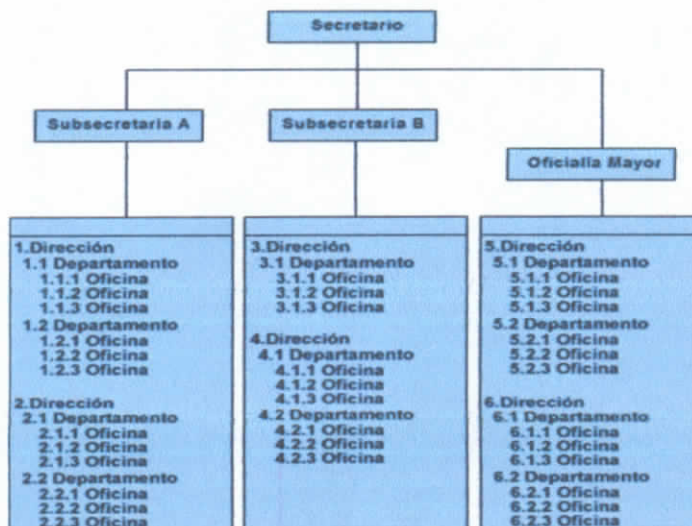 Secretario
Subsecretaria A
Subsecretaria B
Oficialla Mayor
1.Dirección
1.1 Departamento
1.1.1 Oficina
1.1.2 Oficina
1.1.3 Oficina
1.2 Departamento
1.2.1 Oficina
1.2.2 Oficina
1.2.3 Oficina
2.Dirección
2.1 Departamento
2.1.1 Oficina
2.1.2 Oficina
2.1.3 Oficina
2.2 Departamento
2.2.1 Oficina
2.2.2 Oficina
2.2.3 Oficina
3.Dirección
3.1 Departamento
3.1.1 Oficina
3.1.2 Oficina
3.1.3 Oficina
4.Dirección
4.1 Departamento
4.1.1 Oficina
4.1.2 Oficina
4.1.3 Oficina
4.2 Departamento
4.2.1 Oficina
4.2.2 Oficina
4.2.3 Oficina
5.Dirección
5.1 Departamento
5.1.1 Oficina
5.1.2 Oficina
5.1.3 Oficina
5.2 Departamento
5.2.1 Oficina
5.2.2 Oficina
5.2.3 Oficina
6.Dirección
6.1 Departamento
6.1.1 Oficina
6.1.2 Oficina
6.1.3 Oficina
6.2 Departamento
6.2.1 Oficina
6.2.2 Oficina
6.2.3 Oficina